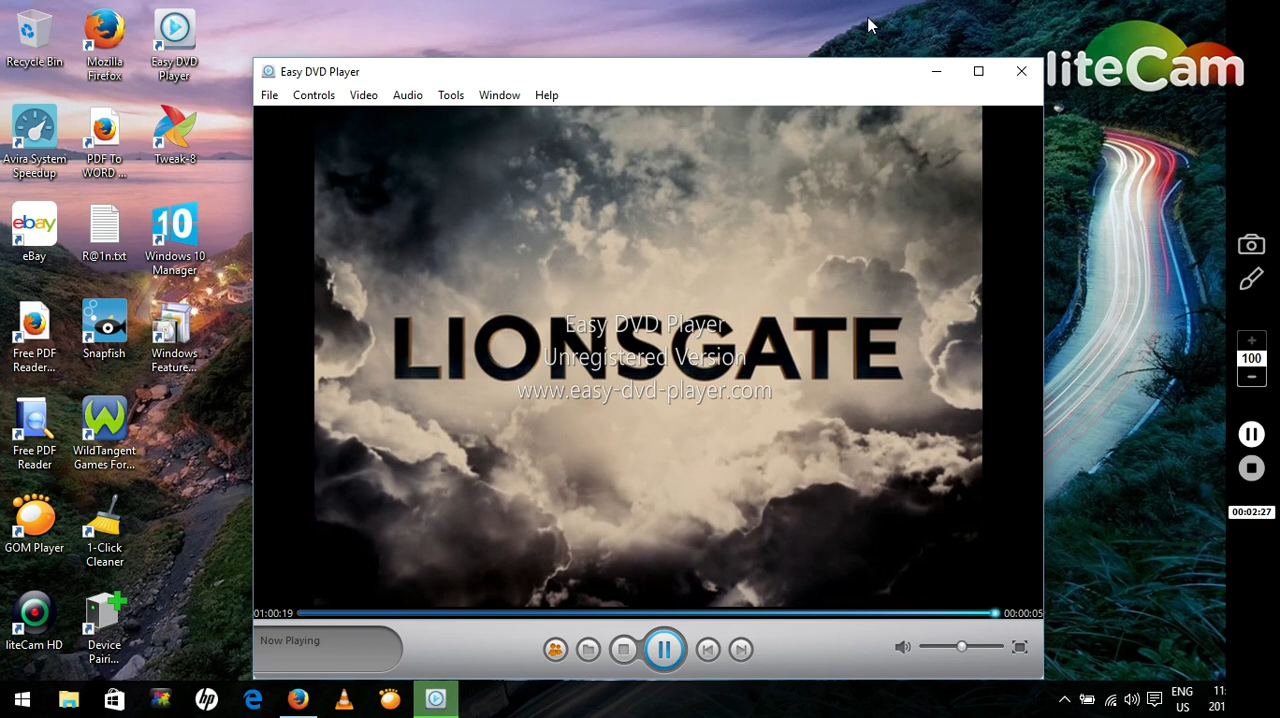 Recycle Bin
Mozilla
Firefox
Easy DVD
Player
Avira System
Speedup
PDF To
WORD ...
Tweak-8
ebay
eBay
R@1n.txt
10
Windows 10
Manager
Free PDF
Reader...
Snapfish
Windows
Feature...
Free PDF
Reader
WildTangent
Games For...
GOM Player
1-Click
Cleaner
liteCam HD
Device
Pairi...
Easy DVD Player
File Controls Video Audio Tools Window Help
LIONSGATE
Easy DVD Player
Unregistered Version
www.easy-dvd-player.com
01:00:19
00:00:05
Now Playing
liteCam
100
00:02:27
hp
ENG
US
11:
201